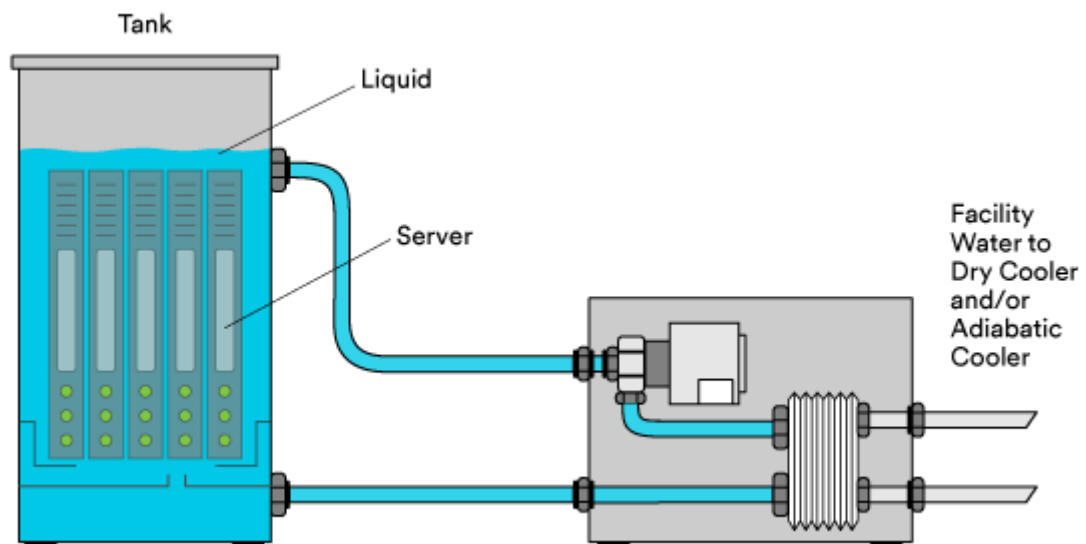 Tank
Liquid
Server
Facility
Water to
Dry Cooler
and/or
Adiabatic
Cooler